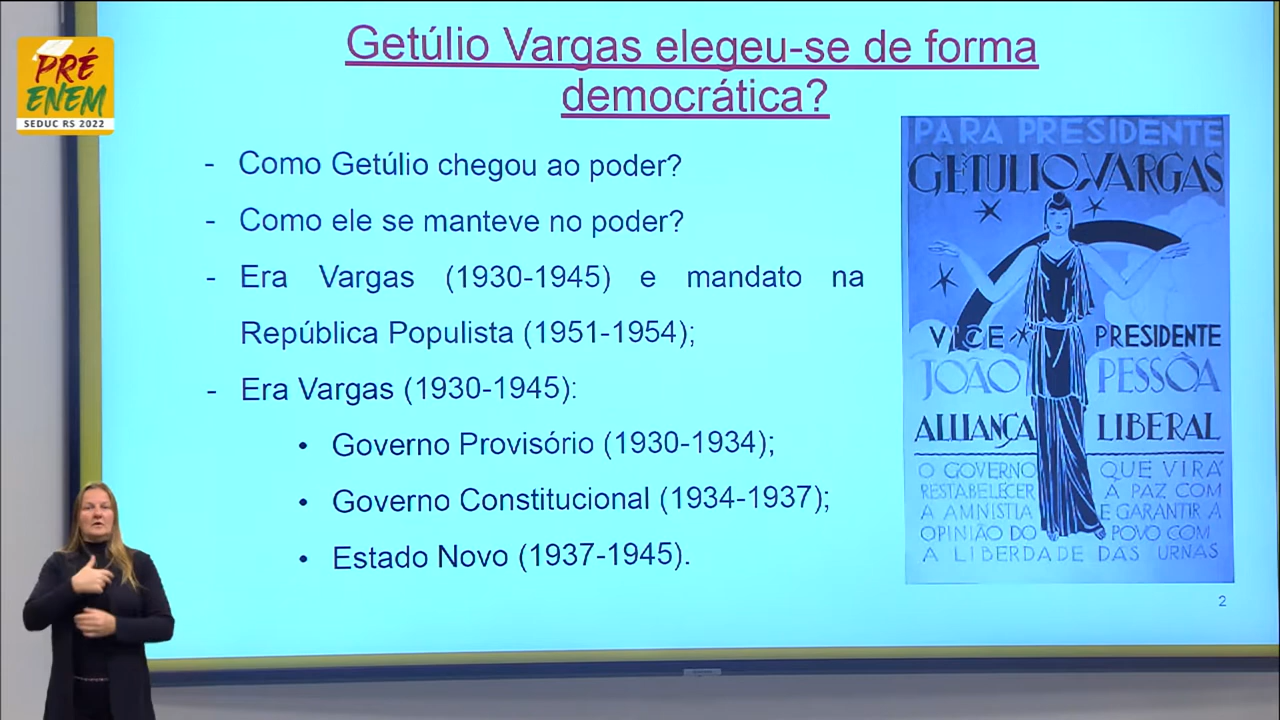 PRÉ
ENEM
SEDUC RS 2022
Getúlio Vargas elegeu-se de forma
democrática?
- Como Getúlio chegou ao poder?
- Como ele se manteve no poder?
- Era Vargas (1930-1945) e mandato na
República Populista (1951-1954);
- Era Vargas (1930-1945):
• Governo Provisório (1930-1934);
• Governo Constitucional (1934-1937);
• Estado Novo (1937-1945).
PARA PRESIDENTE
GETULIO VARGAS
VICE PRESIDENTE
JOÃO PESSÔA
ALLIANÇA LIBERAL
O GOVERNO QUE VIRÁ
RESTABELECER A PAZ COM
A AMNISTIA E GARANTIR A
OPINIÃO DO POVO COM
A LIBERDADE DAS URNAS
2